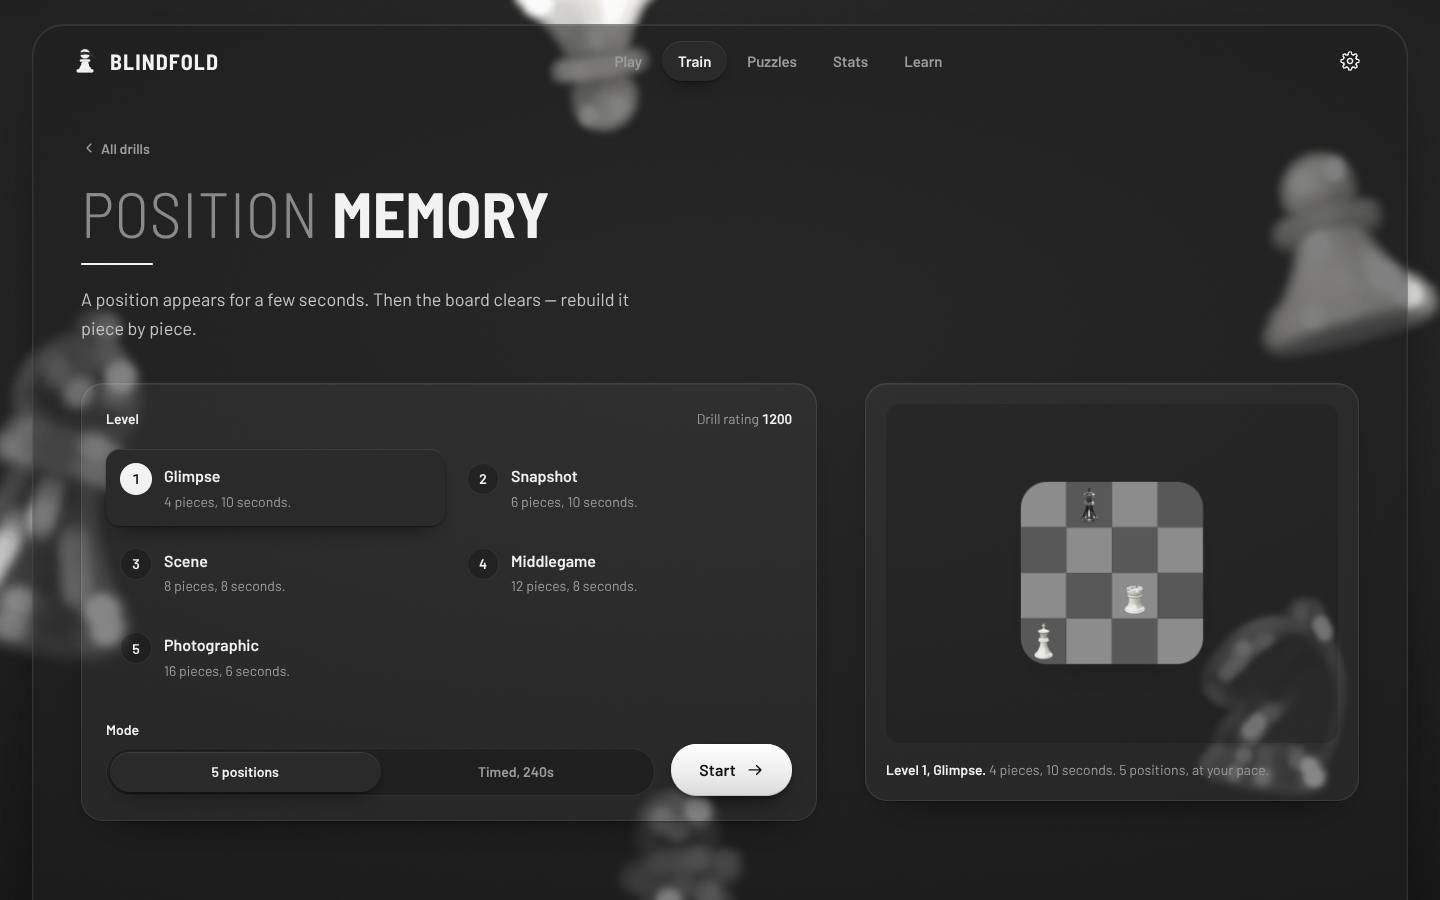 BLINDFOLD
Play Train Puzzles Stats Learn
All drills
POSITION MEMORY
A position appears for a few seconds. Then the board clears — rebuild it
piece by piece.
Level
Drill rating 1200
1 Glimpse
4 pieces, 10 seconds.
2 Snapshot
6 pieces, 10 seconds.
3 Scene
8 pieces, 8 seconds.
4 Middlegame
12 pieces, 8 seconds.
5 Photographic
16 pieces, 6 seconds.
Mode
5 positions
Timed, 240s
Start
Level 1, Glimpse. 4 pieces, 10 seconds. 5 positions, at your pace.